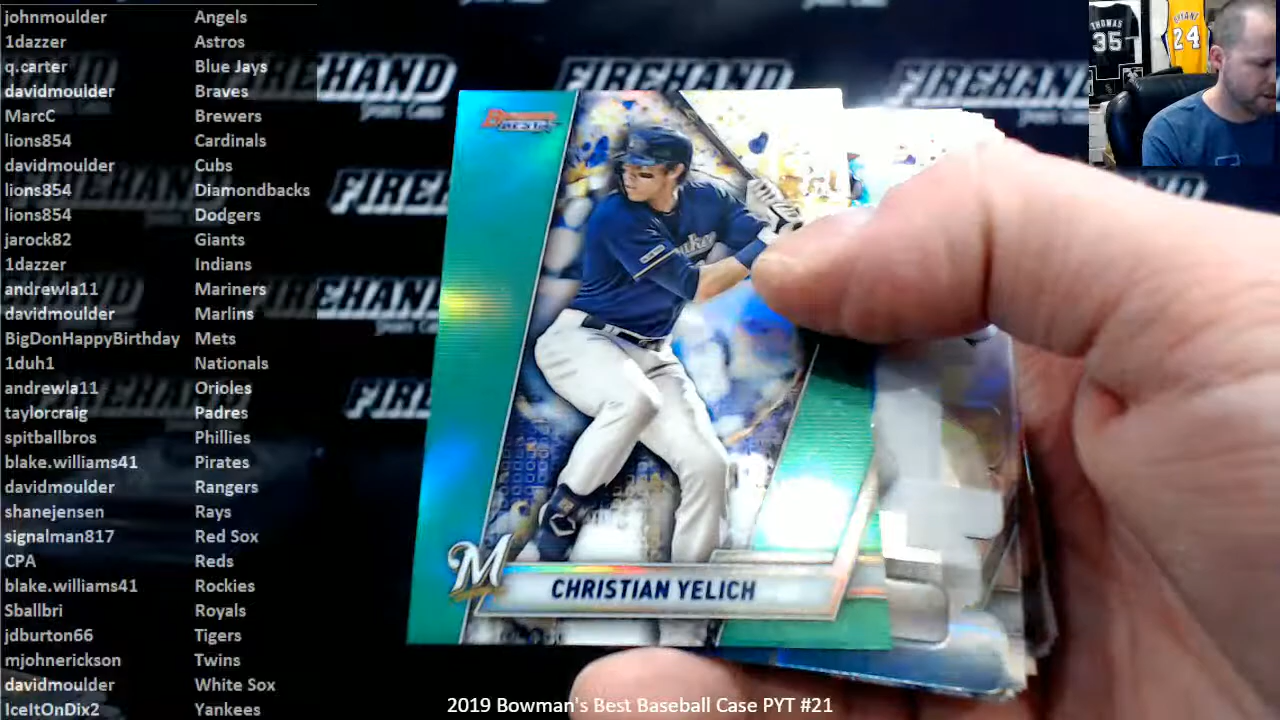 johnmoulder Angels
1dazzer Astros
q.carter Blue Jays
davidmoulder Braves
MarcC Brewers
lions854 Cardinals
davidmoulder Cubs
lions854 Diamondbacks
lions854 Dodgers
jarock82 Giants
1dazzer Indians
andrewla11 Mariners
davidmoulder Marlins
BigDonHappyBirthday Mets
1duh1 Nationals
andrewla11 Orioles
taylorcraig Padres
spitballbros Phillies
blake.williams41 Pirates
davidmoulder Rangers
shanejensen Rays
signalman817 Red Sox
CPA Reds
blake.williams41 Rockies
Sballbri Royals
jdburton66 Tigers
mjohnerickson Twins
davidmoulder White Sox
IceItOnDix2 Yankees
FIREHAND
FIREHAND
THOMAS
35
BRYANT
24
M
CHRISTIAN YELICH
2019 Bowman's Best Baseball Case PYT #21